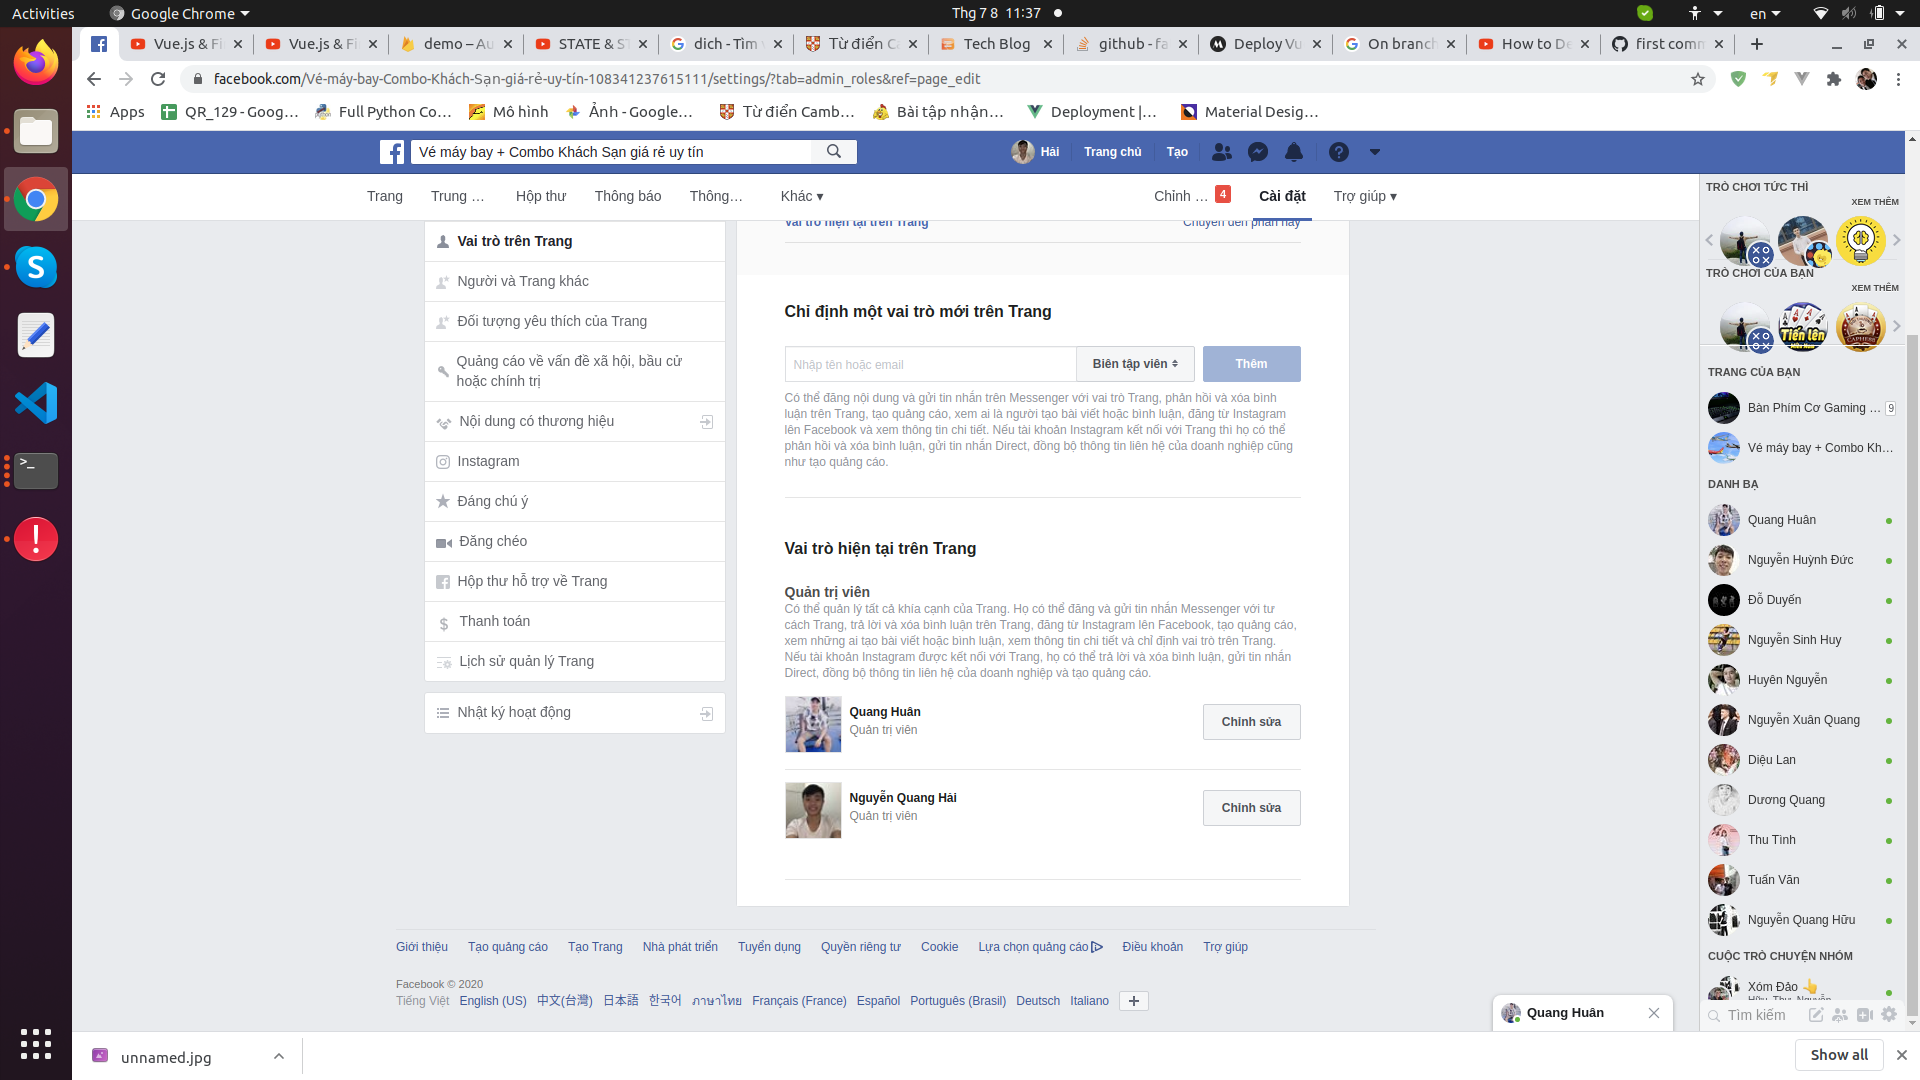 Activities
Google Chrome
Thg 7 8 11:37
en
Vue.js & Fi
Vue.js & Fi
demo – Au
STATE & ST
dich - Tìm
Từ điển Ca
Tech Blog
github - fa
Deploy Vu
On branch
How to De
first comm
facebook.com/Vé-máy-bay-Combo-Khách-Sạn-giá-rẻ-uy-tín-108341237615111/settings/?tab=admin_roles&ref=page_edit
Apps
QR_129 - Goog…
Full Python Co…
Mô hình
Ảnh - Google…
Từ điển Camb…
Bài tập nhận…
Deployment |…
Material Desig…
Vé máy bay + Combo Khách Sạn giá rẻ uy tín
Hải
Trang chủ
Tạo
Trang
Trung …
Hộp thư
Thông báo
Thông…
Khác ▾
Chỉnh …
4
Cài đặt
Trợ giúp ▾
Vai trò trên Trang
Người và Trang khác
Đối tượng yêu thích của Trang
Quảng cáo về vấn đề xã hội, bầu cử
hoặc chính trị
Nội dung có thương hiệu
Instagram
Đáng chú ý
Đăng chéo
Hộp thư hỗ trợ về Trang
Thanh toán
Lịch sử quản lý Trang
Nhật ký hoạt động
Vai trò hiện tại trên Trang
Chuyển đến phần này
Chỉ định một vai trò mới trên Trang
Nhập tên hoặc email
Biên tập viên
Thêm
Có thể đăng nội dung và gửi tin nhắn trên Messenger với vai trò Trang, phản hồi và xóa bình
luận trên Trang, tạo quảng cáo, xem ai là người tạo bài viết hoặc bình luận, đăng từ Instagram
lên Facebook và xem thông tin chi tiết. Nếu tài khoản Instagram kết nối với Trang thì họ có thể
phản hồi và xóa bình luận, gửi tin nhắn Direct, đồng bộ thông tin liên hệ của doanh nghiệp cũng
như tạo quảng cáo.
Vai trò hiện tại trên Trang
Quản trị viên
Có thể quản lý tất cả khía cạnh của Trang. Họ có thể đăng và gửi tin nhắn Messenger với tư
cách Trang, trả lời và xóa bình luận trên Trang, đăng từ Instagram lên Facebook, tạo quảng cáo,
xem những ai tạo bài viết hoặc bình luận, xem thông tin chi tiết và chỉ định vai trò trên Trang.
Nếu tài khoản Instagram được kết nối với Trang, họ có thể trả lời và xóa bình luận, gửi tin nhắn
Direct, đồng bộ thông tin liên hệ của doanh nghiệp và tạo quảng cáo.
Quang Huân
Quản trị viên
Chỉnh sửa
Nguyễn Quang Hải
Quản trị viên
Chỉnh sửa
Giới thiệu
Tạo quảng cáo
Tạo Trang
Nhà phát triển
Tuyển dụng
Quyền riêng tư
Cookie
Lựa chọn quảng cáo
Điều khoản
Trợ giúp
Facebook © 2020
Tiếng Việt
English (US)
中文(台灣)
日本語
한국어
ภาษาไทย
Français (France)
Español
Português (Brasil)
Deutsch
Italiano
TRÒ CHƠI TỨC THÌ
XEM THÊM
TRÒ CHƠI CỦA BẠN
XEM THÊM
Tiến lên
TRANG CỦA BẠN
Bàn Phím Cơ Gaming …
9
Vé máy bay + Combo Kh…
DANH BẠ
Quang Huân
Nguyễn Huỳnh Đức
Đỗ Duyến
Nguyễn Sinh Huy
Huyên Nguyễn
Nguyễn Xuân Quang
Diệu Lan
Dương Quang
Thu Tình
Tuấn Văn
Nguyễn Quang Hữu
CUỘC TRÒ CHUYỆN NHÓM
Xóm Đảo 👆
Hữu, Thư, Nguyễn
Tìm kiếm
Quang Huân
unnamed.jpg
Show all